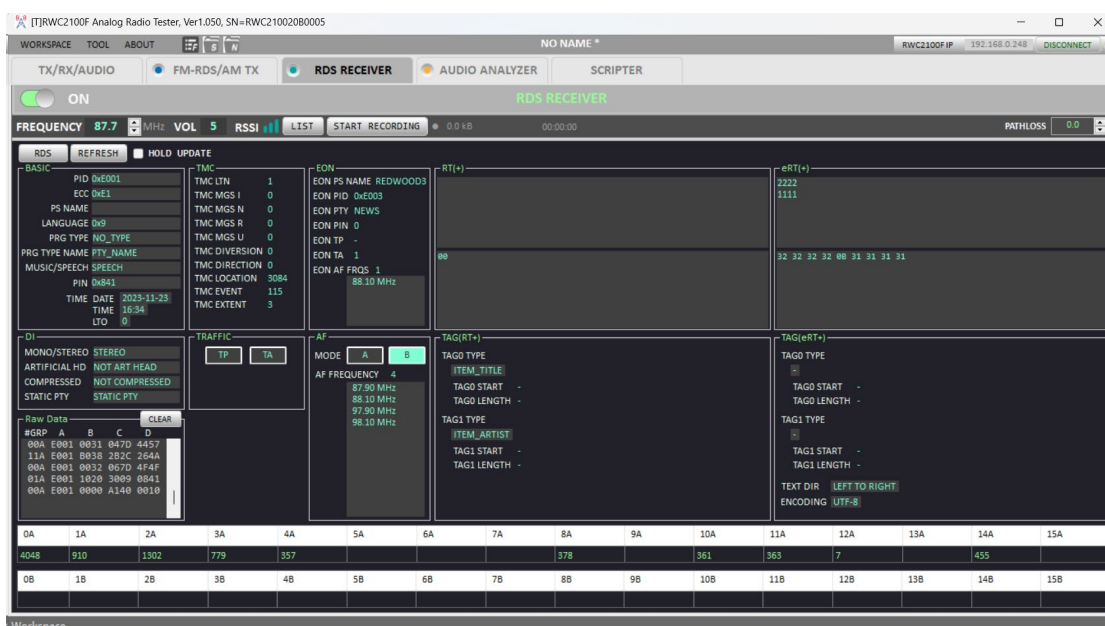 [T]RWC2100F Analog Radio Tester, Ver1.050, SN=RWC210020B0005
WORKSPACE TOOL ABOUT F S N NO NAME * RWC2100F IP 192.168.0.248 DISCONNECT
TX/RX/AUDIO FM-RDS/AM TX RDS RECEIVER AUDIO ANALYZER SCRIPTER
ON RDS RECEIVER
FREQUENCY 87.7 MHz VOL 5 RSSI LIST START RECORDING 0.0 kB 00:00:00 PATHLOSS 0.0
RDS REFRESH HOLD UPDATE
BASIC
PID 0xE001
ECC 0xE1
PS NAME
LANGUAGE 0x9
PRG TYPE NO_TYPE
PRG TYPE NAME PTY_NAME
MUSIC/SPEECH SPEECH
PIN 0x841
TIME DATE 2023-11-23
TIME 16:34
LTO 0
TMC
TMC LTN 1
TMC MGS I 0
TMC MGS N 0
TMC MGS R 0
TMC MGS U 0
TMC DIVERSION 0
TMC DIRECTION 0
TMC LOCATION 3084
TMC EVENT 115
TMC EXTENT 3
EON
EON PS NAME REDWOOD3
EON PID 0xE003
EON PTY NEWS
EON PIN 0
EON TP -
EON TA 1
EON AF FRQS 1
88.10 MHz
RT(+)
00
eRT(+)
2222
1111
32 32 32 32 0B 31 31 31 31
DI
MONO/STEREO STEREO
ARTIFICIAL HD NOT ART HEAD
COMPRESSED NOT COMPRESSED
STATIC PTY STATIC PTY
TRAFFIC
TP TA
AF
MODE A B
AF FREQUENCY 4
87.90 MHz
88.10 MHz
97.90 MHz
98.10 MHz
TAG(RT+)
TAG0 TYPE
ITEM_TITLE
TAG0 START -
TAG0 LENGTH -
TAG1 TYPE
ITEM_ARTIST
TAG1 START -
TAG1 LENGTH -
TAG(eRT+)
TAG0 TYPE
-
TAG0 START -
TAG0 LENGTH -
TAG1 TYPE
-
TAG1 START -
TAG1 LENGTH -
TEXT DIR LEFT TO RIGHT
ENCODING UTF-8
Raw Data CLEAR
#GRP A B C D
00A E001 0031 047D 4457
11A E001 B038 2B2C 264A
00A E001 0032 067D 4F4F
01A E001 1020 3009 0841
00A E001 0000 A140 0010
0A 1A 2A 3A 4A 5A 6A 7A 8A 9A 10A 11A 12A 13A 14A 15A
4048 910 1302 779 357 378 361 363 7 455
0B 1B 2B 3B 4B 5B 6B 7B 8B 9B 10B 11B 12B 13B 14B 15B
Workspace